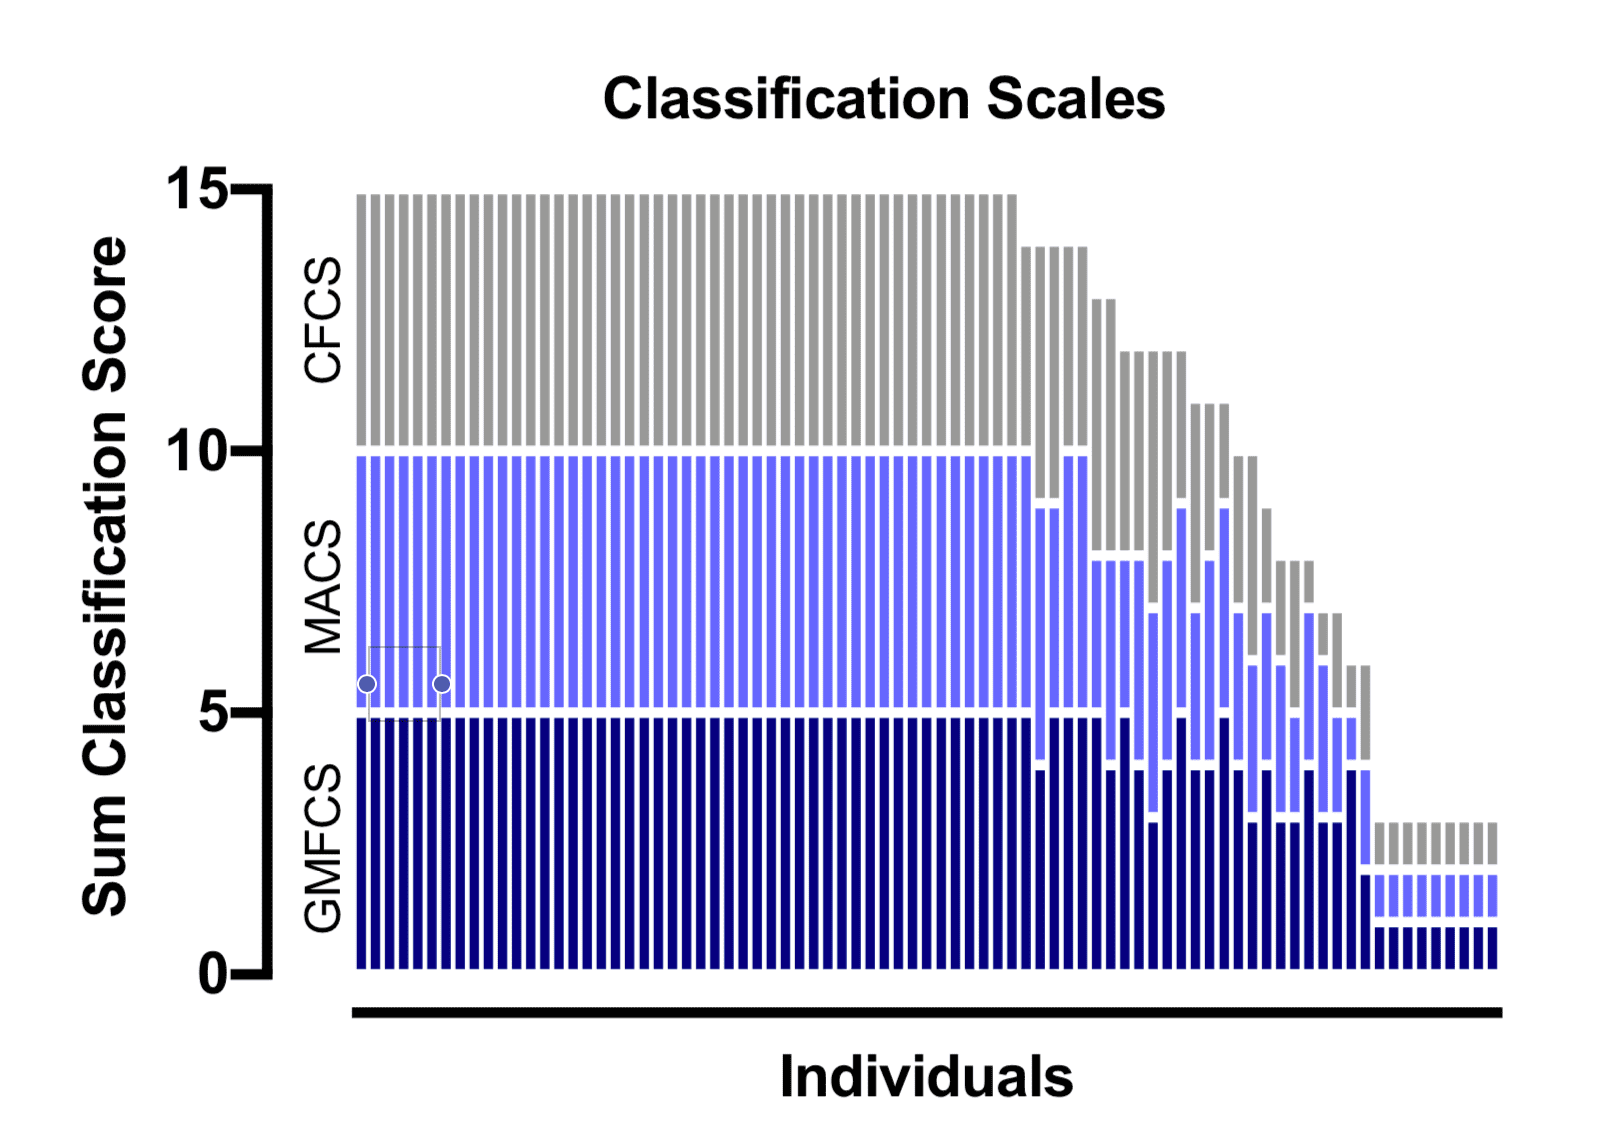 Classification Scales
Sum Classification Score
15
10
5
0
CFCS
MACS
GMFCS
Individuals